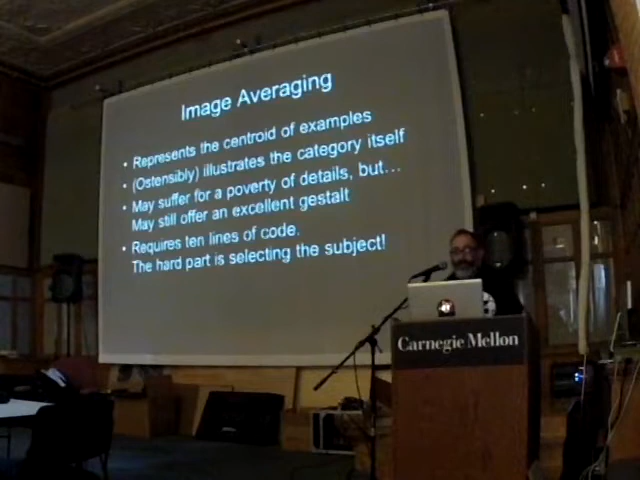 Image Averaging
• Represents the centroid of examples
• (Ostensibly) illustrates the category itself
• May suffer for a poverty of details, but...
May still offer an excellent gestalt
• Requires ten lines of code.
The hard part is selecting the subject!
Carnegie Mellon